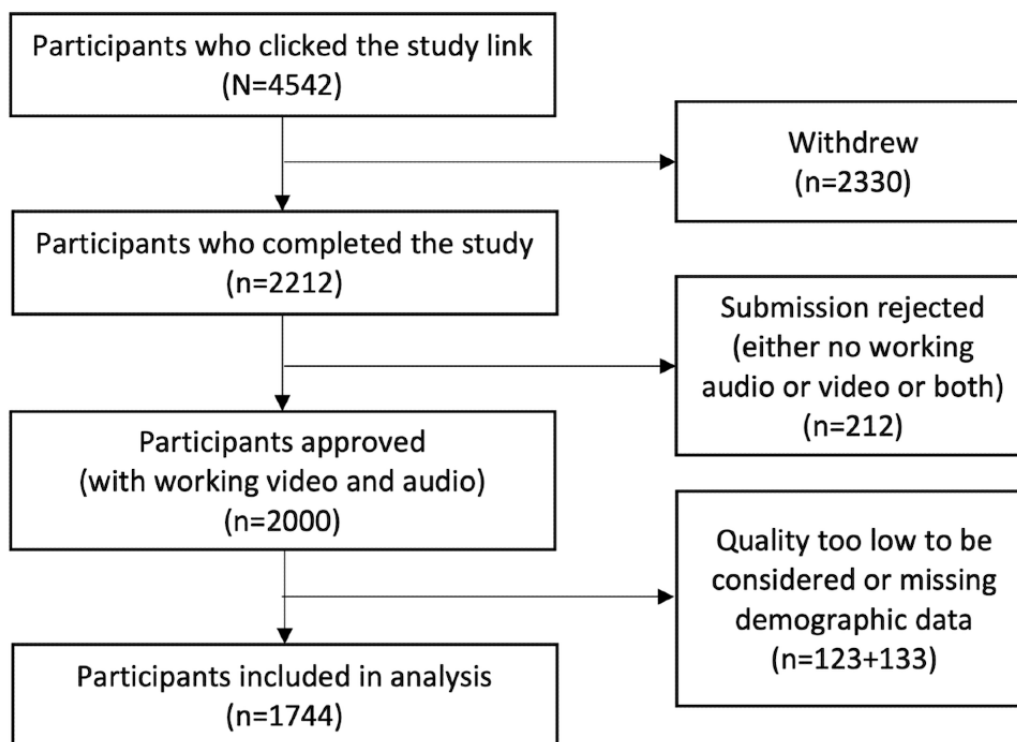 Participants who clicked the study link
(N=4542)
Withdrew
(n=2330)
Participants who completed the study
(n=2212)
Submission rejected
(either no working
audio or video or both)
(n=212)
Participants approved
(with working video and audio)
(n=2000)
Quality too low to be
considered or missing
demographic data
(n=123+133)
Participants included in analysis
(n=1744)